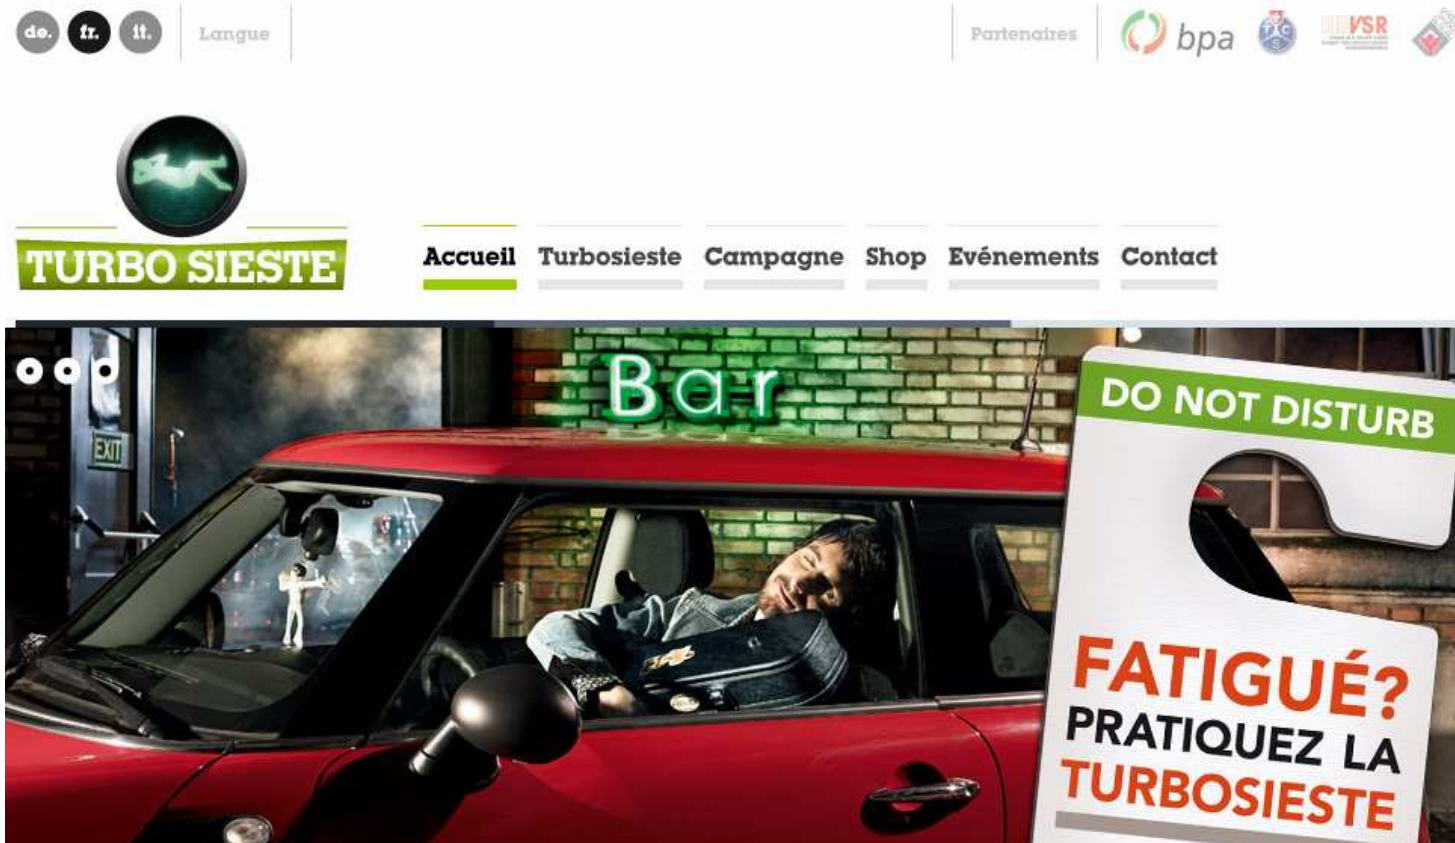 de. fr. it. Langue
Partenaires bpa TCS VSR
TURBO SIESTE
Accueil Turbosieste Campagne Shop Evénements Contact
Bar
EXIT
DO NOT DISTURB
FATIGUÉ?
PRATIQUEZ LA
TURBOSIESTE